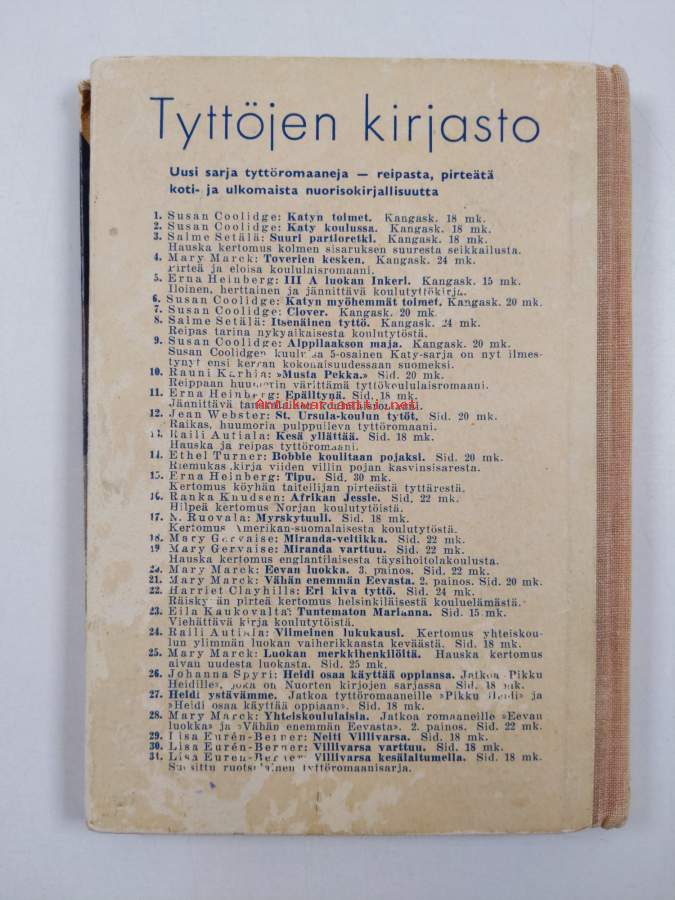 Tyttöjen kirjasto
Uusi sarja tyttöromaaneja — reipasta, pirteätä
koti- ja ulkomaista nuorisokirjallisuutta
1. Susan Coolidge: Katyn toimet. Kangask. 18 mk.
2. Susan Coolidge: Katy koulussa. Kangask. 18 mk.
3. Salme Setälä: Suuri partioretki. Kangask. 18 mk.
Hauska kertomus kolmen sisaruksen suuresta seikkailusta.
4. Mary Marck: Toverien kesken. Kangask. 24 mk.
Pirteä ja eloisa koululaisromaani.
5. Erna Heinberg: III A luokan Inkeri. Kangask. 15 mk.
Iloinen, herttainen ja jännittävä koulutyttökirja.
6. Susan Coolidge: Katyn myöhemmät toimet. Kangask. 20 mk.
7. Susan Coolidge: Clover. Kangask. 20 mk.
8. Salme Setälä: Itsenäinen tyttö. Kangask. 24 mk.
Reipas tarina nykyaikaisesta koulutytöstä.
9. Susan Coolidge: Alppilaakson maja. Kangask. 20 mk.
Susan Coolidgen kuuluisa 5-osainen Katy-sarja on nyt ilmes-
tynyt ensi kerran kokonaisuudessaan suomeksi.
10. Rauni Karhia: »Musta Pekka.» Sid. 20 mk.
Reippaan huumorin värittämä tyttökoululaisromaani.
11. Erna Heinberg: Epäiltynä. Sid. 18 mk.
Jännittävä
antikvariaatti.net
12. Jean Webster: St. Ursula-koulun tytöt. Sid. 20 mk.
Raikas, huumoria pulppuileva tyttöromaani.
13. Raili Autiala: Kesä yllättää. Sid. 18 mk.
Hauska ja reipas tyttöromaani.
14. Ethel Turner: Bobbie koulitaan pojaksi. Sid. 20 mk.
Riemukas kirja viiden villin pojan kasvinsisaresta.
15. Erna Heinberg: Tipu. Sid. 30 mk.
Kertomus köyhän taiteilijan pirteästä tyttärestä.
16. Ranka Knudsen: Afrikan Jessie. Sid. 22 mk.
Hilpeä kertomus Norjan koulutytöistä.
17. N. Ruovala: Myrskytuuli. Sid. 18 mk.
Kertomus Amerikan-suomalaisesta koulutytöstä.
18. Mary Gervaise: Miranda-veitikka. Sid. 22 mk.
19 Mary Gervaise: Miranda varttuu. Sid. 22 mk.
Hauska kertomus englantilaisesta täysihoitolakoulusta.
20. Mary Marck: Eevan luokka. 3. painos. Sid. 22 mk.
21. Mary Marck: Vähän enemmän Eevasta. 2. painos. Sid. 20 mk.
22. Harriet Clayhills: Eri kiva tyttö. Sid. 24 mk.
Räiskyvän pirteä kertomus helsinkiläisestä kouluelämästä.
23. Eila Kaukovalta: Tuntematon Marianna. Sid. 15 mk.
Viehättävä kirja koulutytöistä.
24. Raili Autiala: Viimeinen lukukausi. Kertomus yhteiskou-
lun ylimmän luokan vaiherikkaasta keväästä. Sid. 18 mk.
25. Mary Marck: Luokan merkkihenkilöitä. Hauska kertomus
aivan uudesta luokasta. Sid. 25 mk.
26. Johanna Spyri: Heidi osaa käyttää oppiansa. Jatkoa »Pikku
Heidille», joka on Nuorten kirjojen sarjassa Sid. 18 mk.
27. Heidi ystävämme. Jatkoa tyttöromaaneille »Pikku Heidi» ja
»Heidi osaa käyttää oppiaan». Sid. 18 mk.
28. Mary Marck: Yhteiskoululaisia. Jatkoa romaaneille »Eevan
luokka» ja »Vähän enemmän Eevasta». 2. painos. Sid. 22 mk.
29. Lisa Eurén-Berner: Neiti Villivarsa. Sid. 18 mk.
30. Lisa Eurén-Berner: Villivarsa varttuu. Sid. 18 mk.
31. Lisa Eurén-Berner: Villivarsa kesälaitumella. Sid. 18 mk.
Suosittu ruotsalainen tyttöromaanisarja.